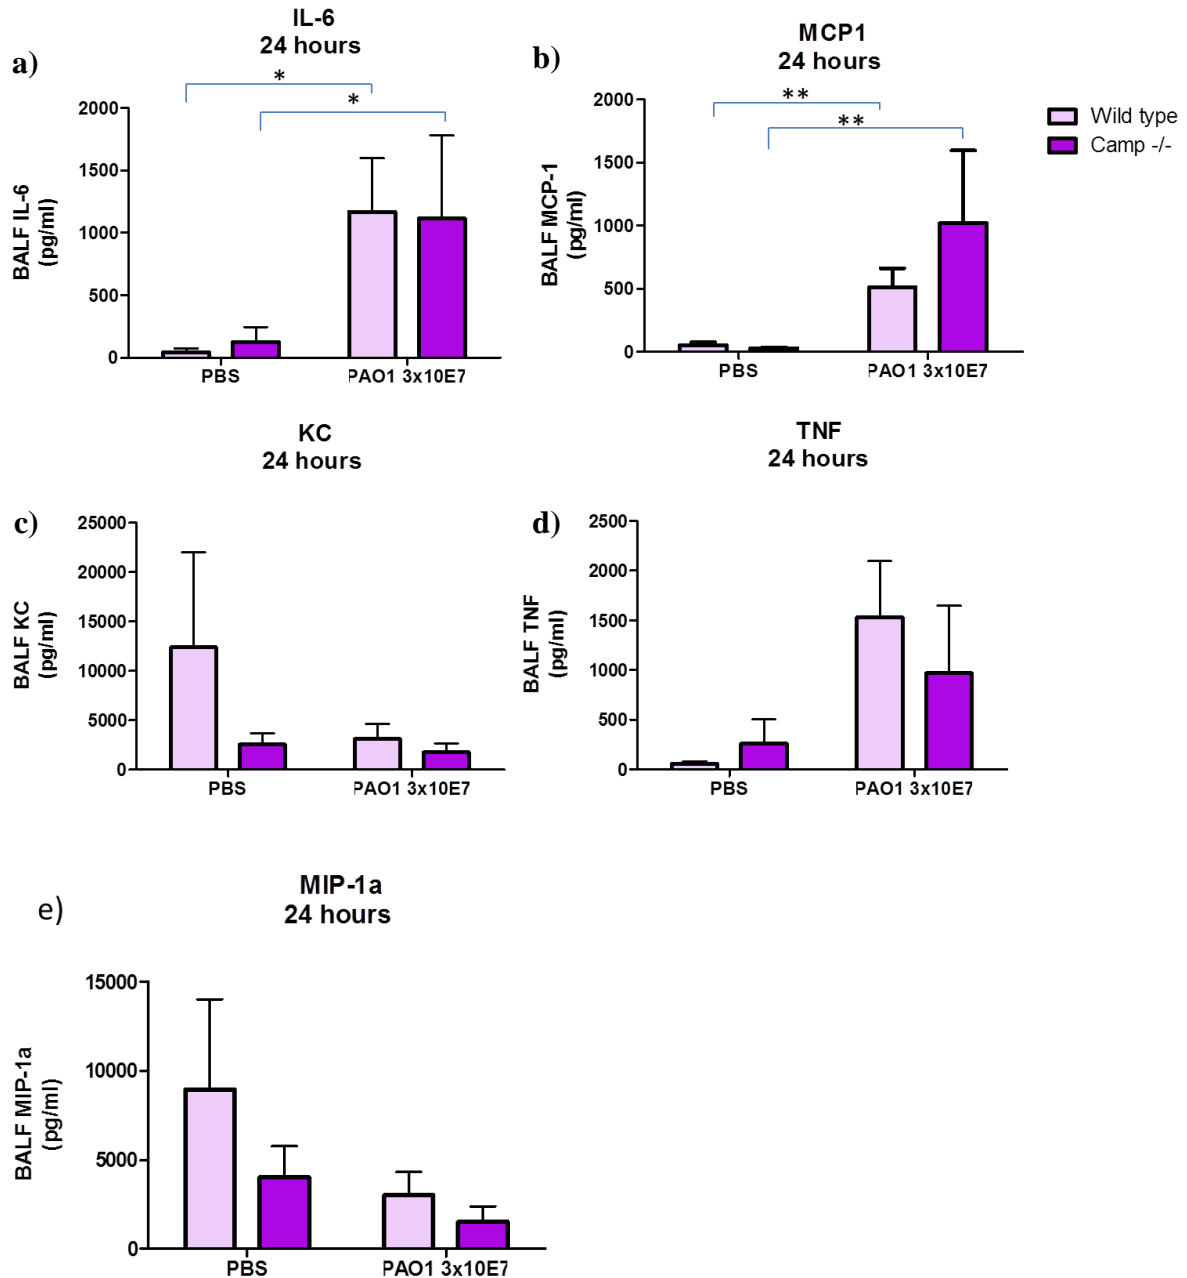 IL-6
24 hours
a)
*
*
2000
1500
1000
500
0
BALF IL-6
(pg/ml)
PBS
PAO1 3x10E7
MCP1
24 hours
b)
**
**
2000
1500
1000
500
0
BALF MCP-1
(pg/ml)
PBS
PAO1 3x10E7
Wild type
Camp -/-
KC
24 hours
c)
25000
20000
15000
10000
5000
0
BALF KC
(pg/ml)
PBS
PAO1 3x10E7
TNF
24 hours
d)
2500
2000
1500
1000
500
0
BALF TNF
(pg/ml)
PBS
PAO1 3x10E7
MIP-1a
24 hours
e)
15000
10000
5000
0
BALF MIP-1a
(pg/ml)
PBS
PAO1 3x10E7